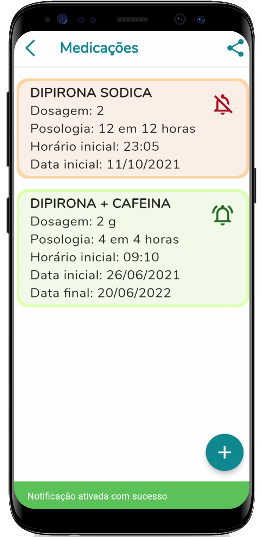 Medicações
DIPIRONA SODICA
Dosagem: 2
Posologia: 12 em 12 horas
Horário inicial: 23:05
Data inicial: 11/10/2021
DIPIRONA + CAFEINA
Dosagem: 2 g
Posologia: 4 em 4 horas
Horário inicial: 09:10
Data inicial: 26/06/2021
Data final: 20/06/2022
Notificação ativada com sucesso